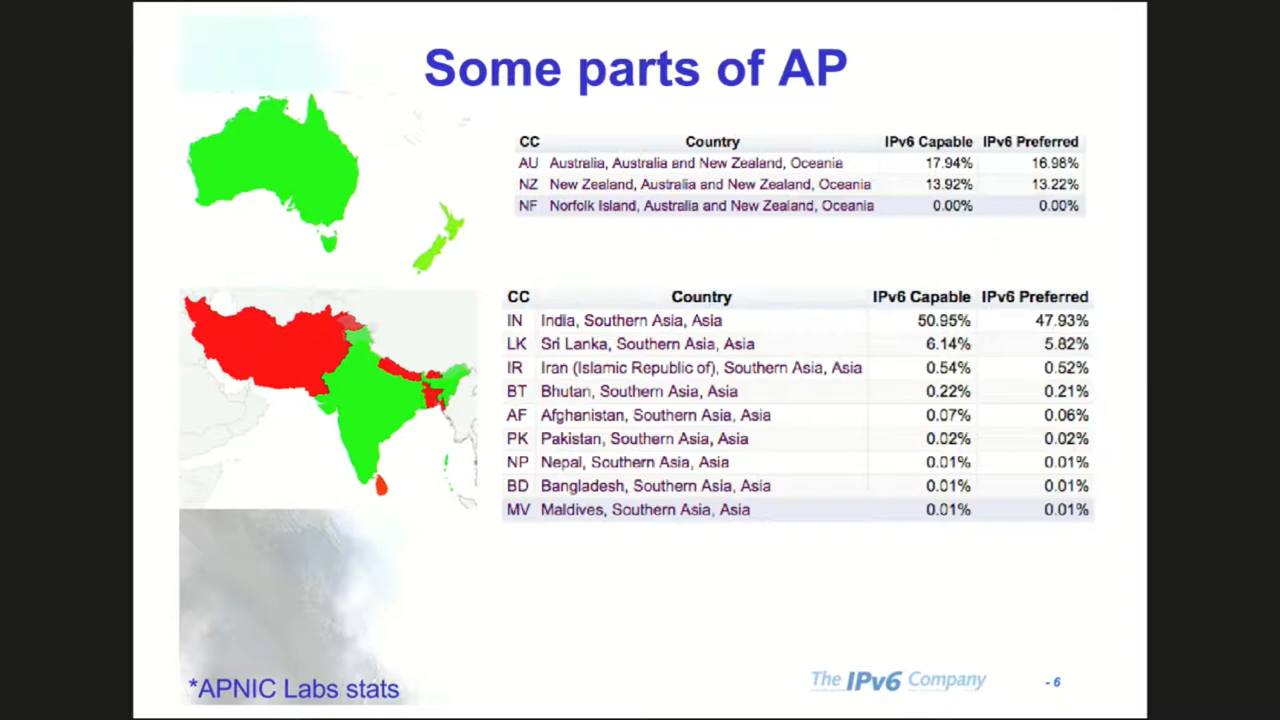 Some parts of AP
CC Country IPv6 Capable IPv6 Preferred
AU Australia, Australia and New Zealand, Oceania 17.94% 16.98%
NZ New Zealand, Australia and New Zealand, Oceania 13.92% 13.22%
NF Norfolk Island, Australia and New Zealand, Oceania 0.00% 0.00%
CC Country IPv6 Capable IPv6 Preferred
IN India, Southern Asia, Asia 50.95% 47.93%
LK Sri Lanka, Southern Asia, Asia 6.14% 5.82%
IR Iran (Islamic Republic of), Southern Asia, Asia 0.54% 0.52%
BT Bhutan, Southern Asia, Asia 0.22% 0.21%
AF Afghanistan, Southern Asia, Asia 0.07% 0.06%
PK Pakistan, Southern Asia, Asia 0.02% 0.02%
NP Nepal, Southern Asia, Asia 0.01% 0.01%
BD Bangladesh, Southern Asia, Asia 0.01% 0.01%
MV Maldives, Southern Asia, Asia 0.01% 0.01%
*APNIC Labs stats
The IPv6 Company
- 6